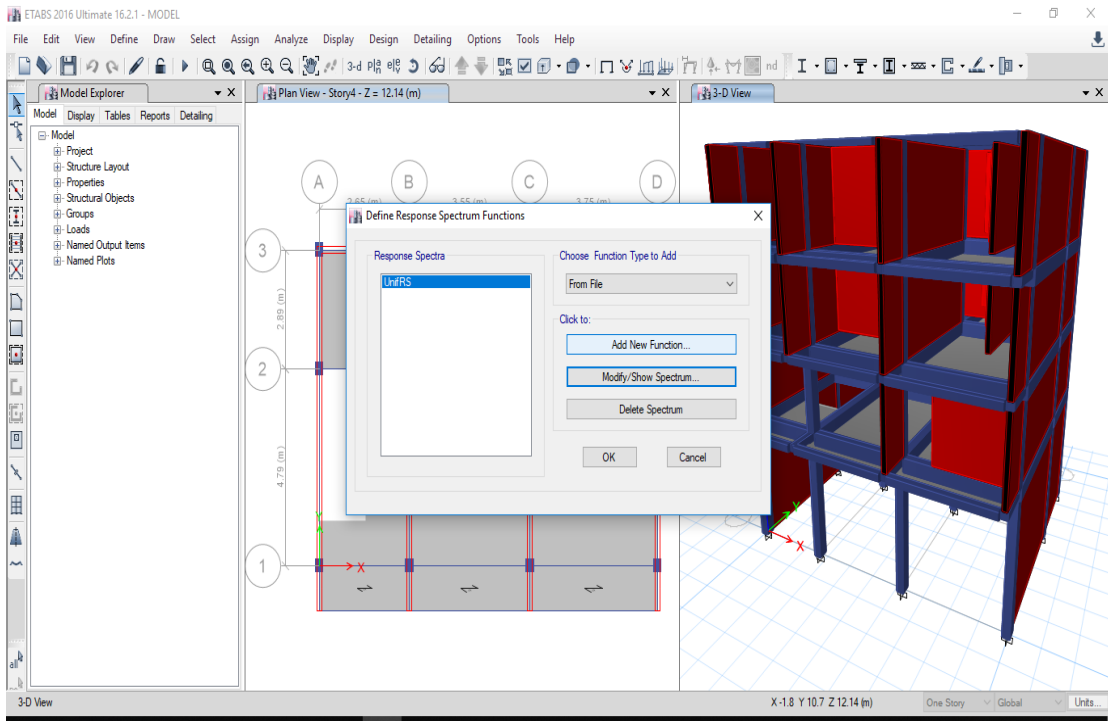 ETABS 2016 Ultimate 16.2.1 - MODEL
File Edit View Define Draw Select Assign Analyze Display Design Detailing Options Tools Help
3-d nd
Model Explorer
Model Display Tables Reports Detailing
Model
Project
Structure Layout
Properties
Structural Objects
Groups
Loads
Named Output Items
Named Plots
Plan View - Story4 - Z = 12.14 (m)
A B C D
2.65 (m) 3.55 (m) 3.75 (m)
3
2.89 (m)
2
4.79 (m)
1
Y
X
Define Response Spectrum Functions
Response Spectra
UnifRS
Choose Function Type to Add
From File
Click to:
Add New Function...
Modify/Show Spectrum...
Delete Spectrum
OK Cancel
3-D View
Y
X
all
3-D View
X -1.8 Y 10.7 Z 12.14 (m)
One Story Global Units...